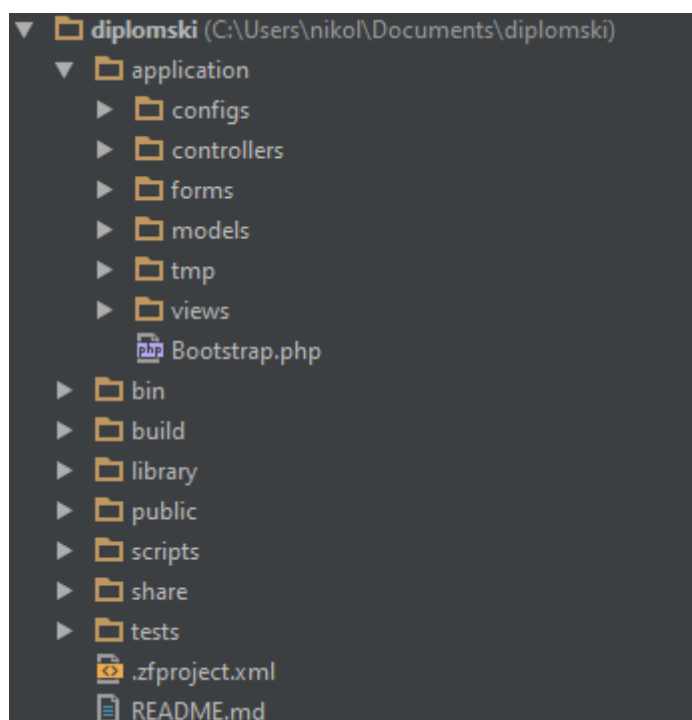 diplomski (C:\Users\nikol\Documents\diplomski)
application
configs
controllers
forms
models
tmp
views
php Bootstrap.php
bin
build
library
public
scripts
share
tests
.zfproject.xml
README.md